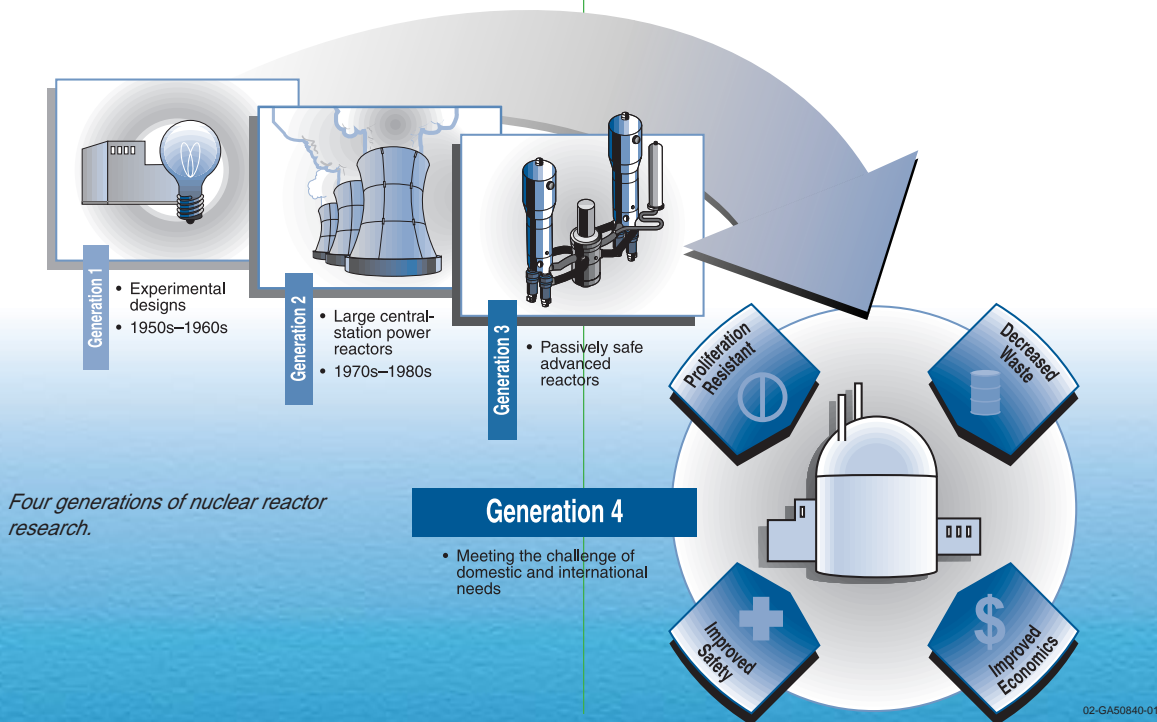 Generation 1
• Experimental
designs
• 1950s–1960s
Generation 2
• Large central-
station power
reactors
• 1970s–1980s
Generation 3
• Passively safe
advanced
reactors
Four generations of nuclear reactor
research.
Generation 4
• Meeting the challenge of
domestic and international
needs
Proliferation
Resistant
Decreased
Waste
Improved
Safety
$
Improved
Economics
02-GA50840-01